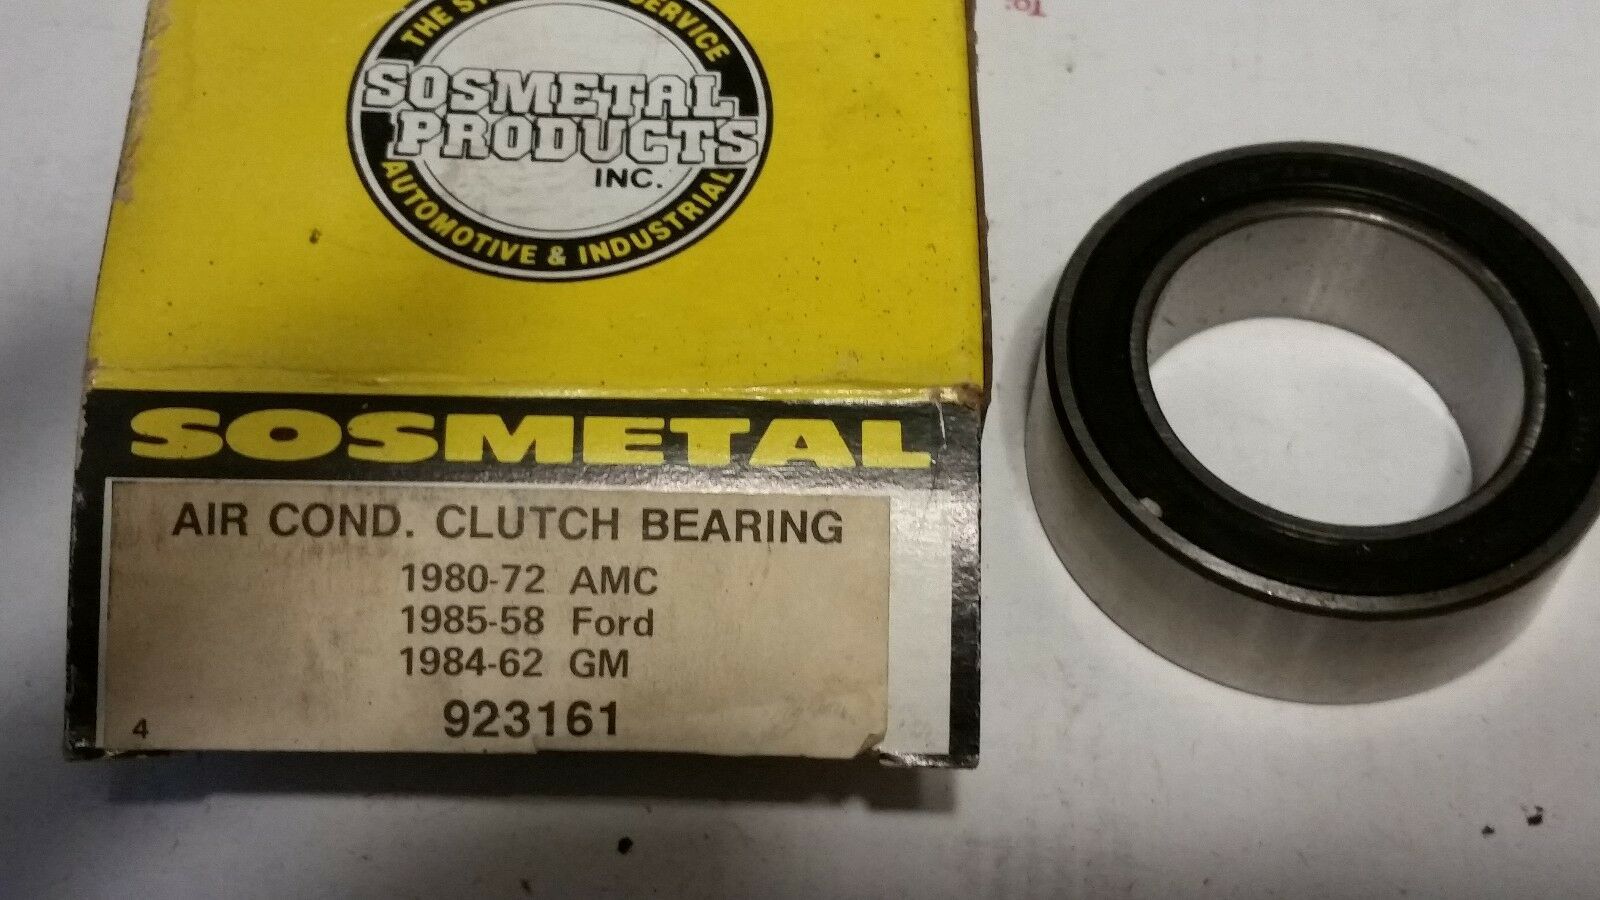 THE SERVICE
SOSMETAL
PRODUCTS
INC.
AUTOMOTIVE & INDUSTRIAL
SOSMETAL
AIR COND. CLUTCH BEARING
1980-72 AMC
1985-58 Ford
1984-62 GM
923161
4
To: